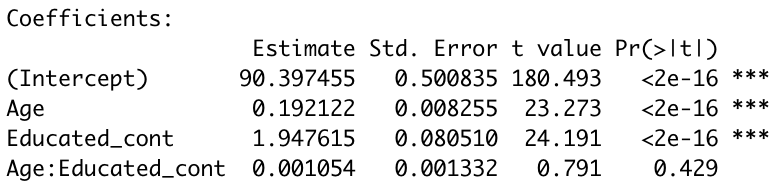 Coefficients:
Estimate Std. Error t value Pr(>|t|)
(Intercept) 90.397455 0.500835 180.493 <2e-16 ***
Age 0.192122 0.008255 23.273 <2e-16 ***
Educated_cont 1.947615 0.080510 24.191 <2e-16 ***
Age:Educated_cont 0.001054 0.001332 0.791 0.429